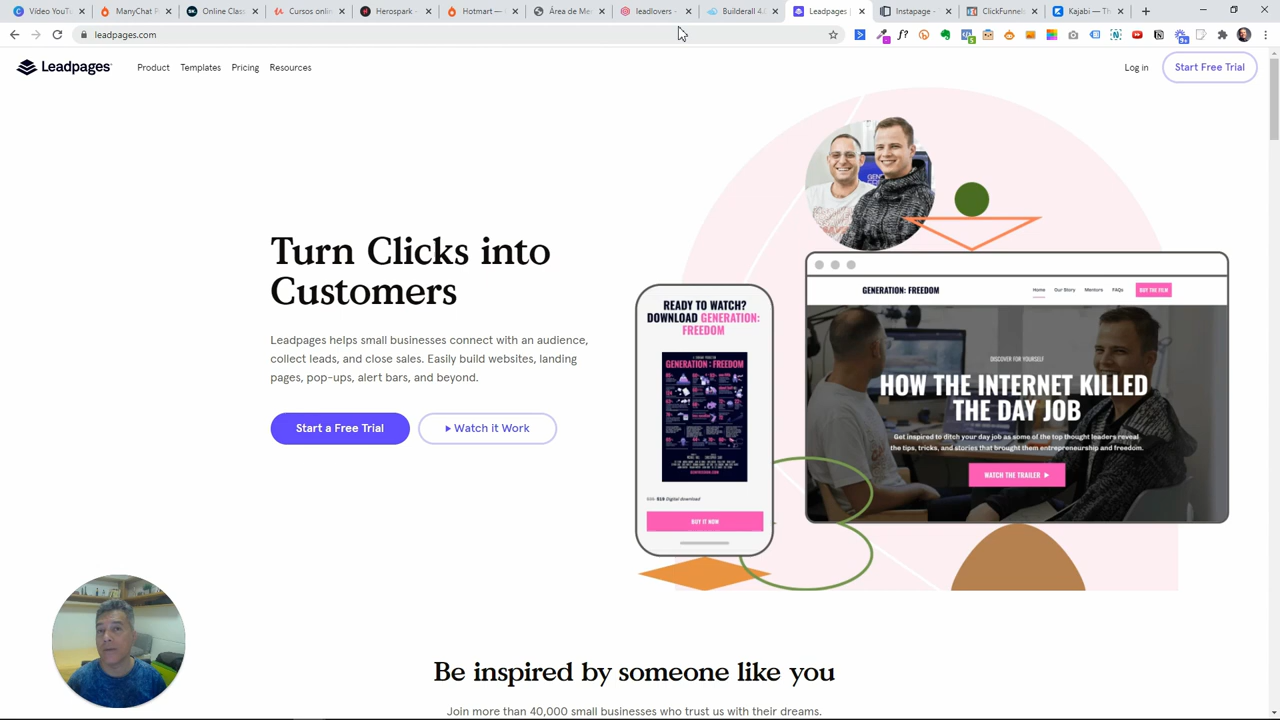 Vídeo YouTu
ManyChat R
Online Class
Cursos onlin
Herospark -
Hotmart —
Área de Me
leadlovers -
Builderall 4.
Leadpages |
Instapage -
ClickFunnel
Kajabi — Th
leadpages.com
Leadpages
Product
Templates
Pricing
Resources
Log in
Start Free Trial
Turn Clicks into
Customers
Leadpages helps small businesses connect with an audience,
collect leads, and close sales. Easily build websites, landing
pages, pop-ups, alert bars, and beyond.
Start a Free Trial
Watch it Work
READY TO WATCH?
DOWNLOAD GENERATION:
FREEDOM
GENERATION: FREEDOM
$19 Digital download
BUY IT NOW
GENERATION: FREEDOM
Home
Our Story
Mentors
FAQs
BUY THE FILM
DISCOVER FOR YOURSELF
HOW THE INTERNET KILLED
THE DAY JOB
Get inspired to ditch your day job as some of the top thought leaders reveal
the tips, tricks, and stories that brought them entrepreneurship and freedom.
WATCH THE TRAILER
Be inspired by someone like you
Join more than 40,000 small businesses who trust us with their dreams.